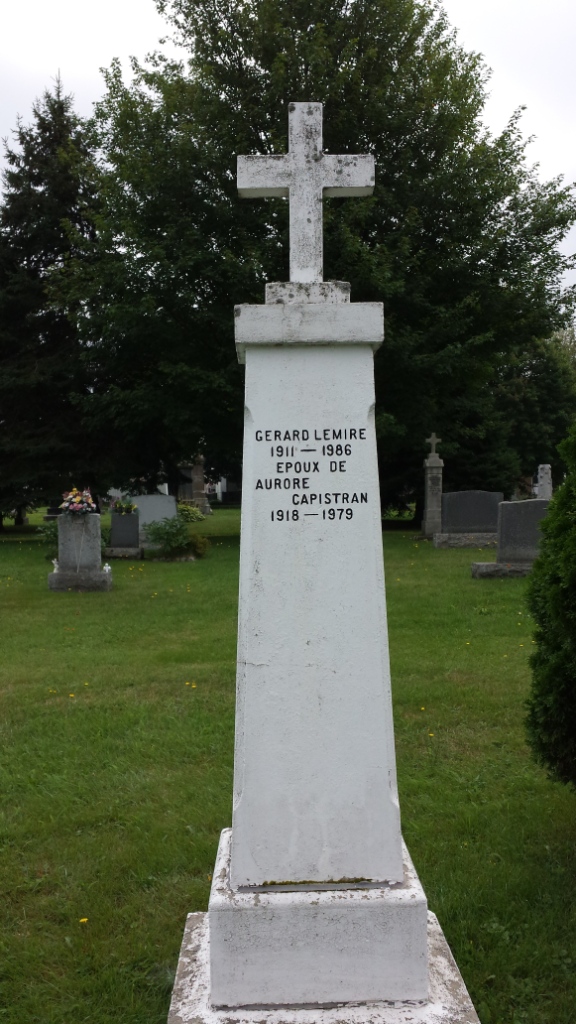 GERARD LEMIRE
1911 — 1986
EPOUX DE
AURORE
CAPISTRAN
1918 — 1979